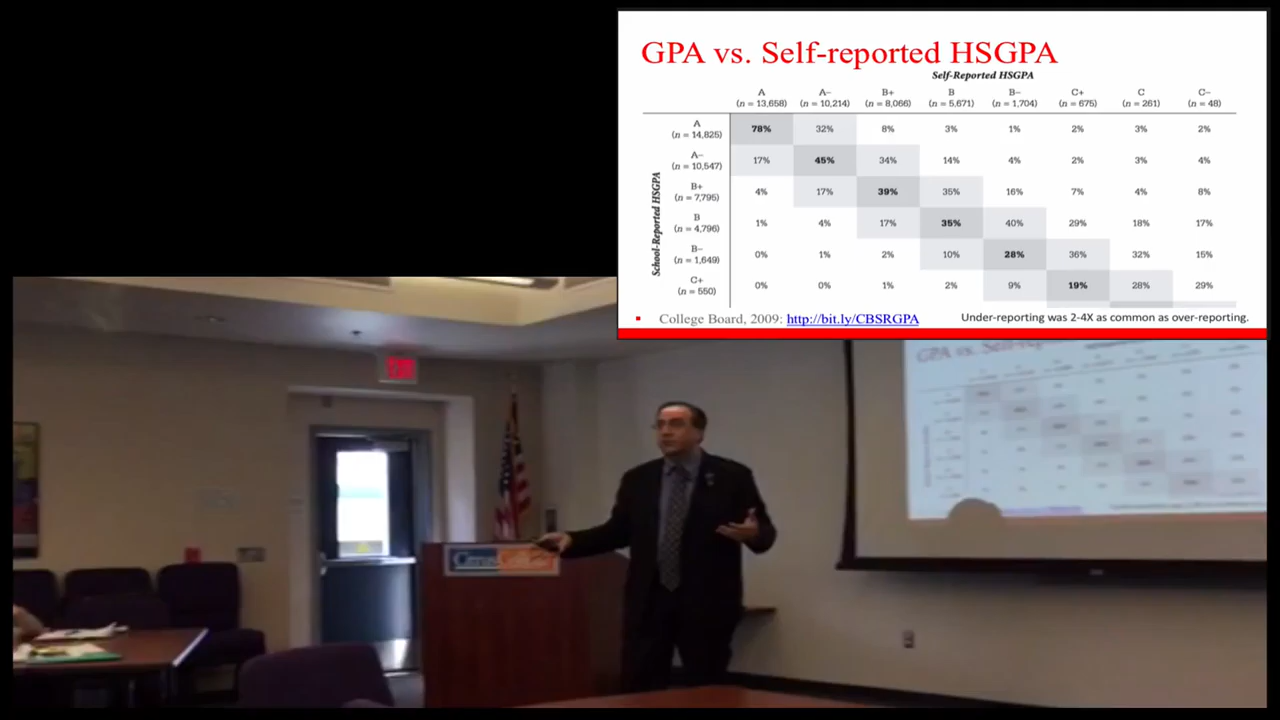 GPA vs. Self-reported HSGPA
Self-Reported HSGPA
A A− B+ B B− C+ C C−
(n = 13,658) (n = 10,214) (n = 8,066) (n = 5,671) (n = 1,704) (n = 675) (n = 261) (n = 48)
School-Reported HSGPA
A
(n = 14,825) 78% 32% 8% 3% 1% 2% 3% 2%
A−
(n = 10,547) 17% 45% 34% 14% 4% 2% 3% 4%
B+
(n = 7,795) 4% 17% 39% 35% 16% 7% 4% 8%
B
(n = 4,796) 1% 4% 17% 35% 40% 29% 18% 17%
B−
(n = 1,649) 0% 1% 2% 10% 28% 36% 32% 15%
C+
(n = 550) 0% 0% 1% 2% 9% 19% 28% 29%
College Board, 2009: http://bit.ly/CBSRGPA
Under-reporting was 2-4X as common as over-reporting.
EXIT
GPA vs. Self-repo